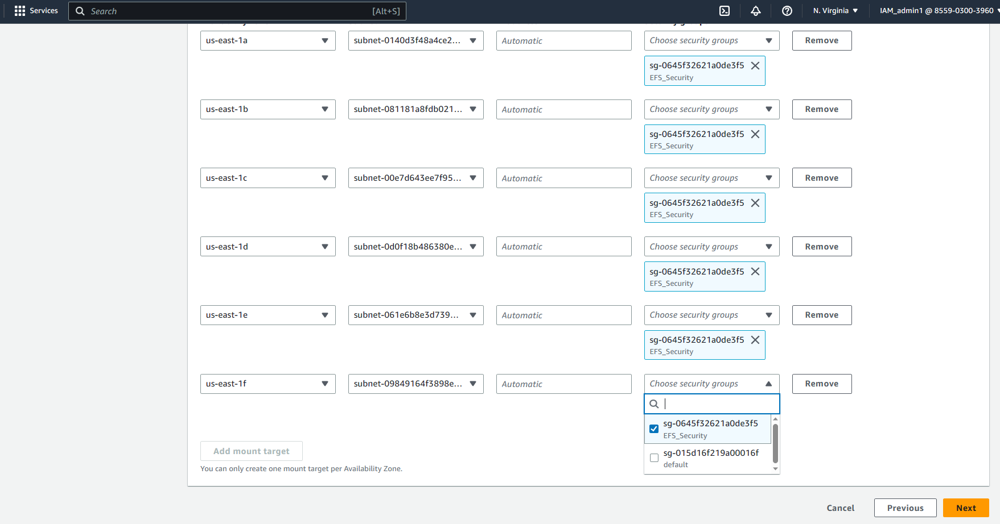 Services
Search [Alt+S]
N. Virginia
IAM_admin1 @ 8559-0300-3960
us-east-1a subnet-0140d3f48a4ce2... Automatic Choose security groups Remove
sg-0645f32621a0de3f5
EFS_Security
us-east-1b subnet-081181a8fdb021... Automatic Choose security groups Remove
sg-0645f32621a0de3f5
EFS_Security
us-east-1c subnet-00e7d643ee7f95... Automatic Choose security groups Remove
sg-0645f32621a0de3f5
EFS_Security
us-east-1d subnet-0d0f18b486380e... Automatic Choose security groups Remove
sg-0645f32621a0de3f5
EFS_Security
us-east-1e subnet-061e6b8e3d739... Automatic Choose security groups Remove
sg-0645f32621a0de3f5
EFS_Security
us-east-1f subnet-09849164f3898e... Automatic Choose security groups Remove
sg-0645f32621a0de3f5
EFS_Security
sg-015d16f219a00016f
default
Add mount target
You can only create one mount target per Availability Zone.
Cancel Previous Next